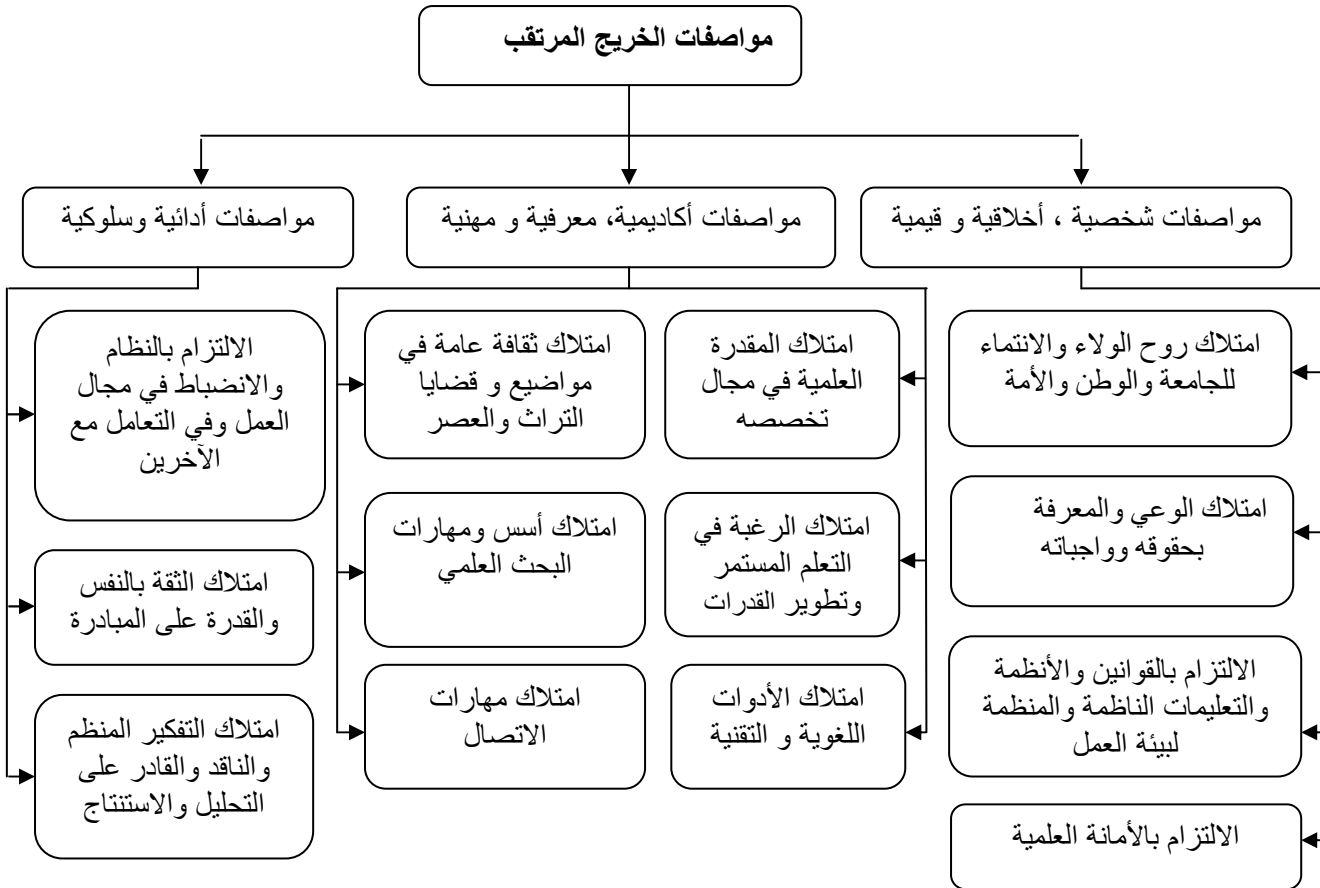 مواصفات الخريج المرتقب
مواصفات شخصية ، أخلاقية و قيمية
مواصفات أكاديمية، معرفية و مهنية
مواصفات أدائية وسلوكية
امتلاك روح الولاء والانتماء
للجامعة والوطن والأمة
امتلاك الوعي والمعرفة
بحقوقه وواجباته
الالتزام بالقوانين والأنظمة
والتعليمات الناظمة والمنظمة
لبيئة العمل
الالتزام بالأمانة العلمية
امتلاك المقدرة
العلمية في مجال
تخصصه
امتلاك الرغبة في
التعلم المستمر
وتطوير القدرات
امتلاك الأدوات
اللغوية و التقنية
امتلاك ثقافة عامة في
مواضيع و قضايا
التراث والعصر
امتلاك أسس ومهارات
البحث العلمي
امتلاك مهارات
الاتصال
الالتزام بالنظام
والانضباط في مجال
العمل وفي التعامل مع
الآخرين
امتلاك الثقة بالنفس
والقدرة على المبادرة
امتلاك التفكير المنظم
والناقد والقادر على
التحليل والاستنتاج